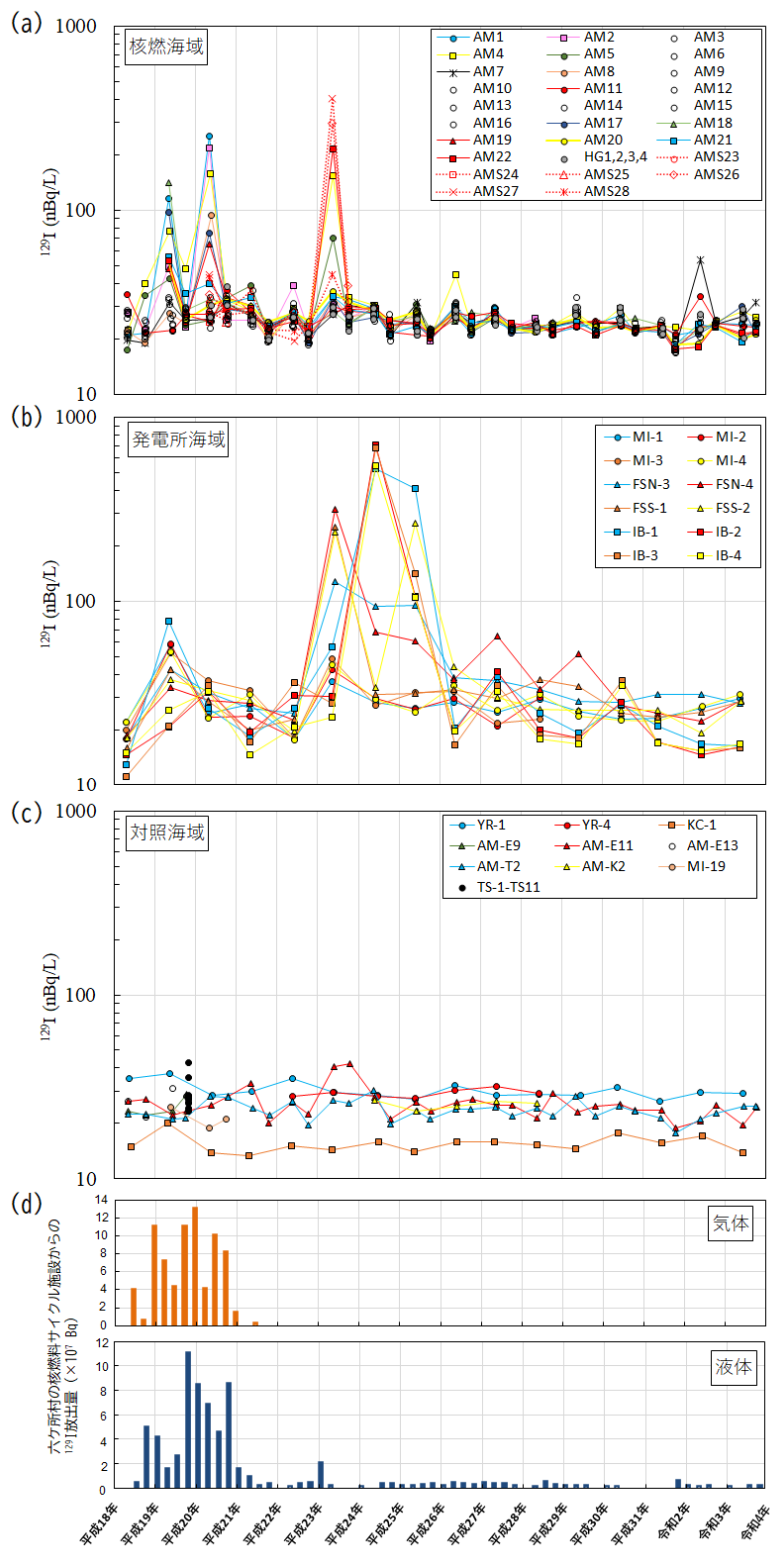 (a)
核燃海域
1000
100
10
¹²⁹I (nBq/L)
AM1 AM2 AM3
AM4 AM5 AM6
AM7 AM8 AM9
AM10 AM11 AM12
AM13 AM14 AM15
AM16 AM17 AM18
AM19 AM20 AM21
AM22 HG1,2,3,4 AMS23
AMS24 AMS25 AMS26
AMS27 AMS28
(b)
発電所海域
1000
100
10
¹²⁹I (nBq/L)
MI-1 MI-2
MI-3 MI-4
FSN-3 FSN-4
FSS-1 FSS-2
IB-1 IB-2
IB-3 IB-4
(c)
対照海域
1000
100
10
¹²⁹I (nBq/L)
YR-1 YR-4 KC-1
AM-E9 AM-E11 AM-E13
AM-T2 AM-K2 MI-19
TS-1-TS11
(d)
六ケ所村の核燃料サイクル施設からの
¹²⁹I放出量 (×10⁷ Bq)
気体
14
12
10
8
6
4
2
0
液体
12
10
8
6
4
2
0
平成18年 平成19年 平成20年 平成21年 平成22年 平成23年 平成24年 平成25年 平成26年 平成27年 平成28年 平成29年 平成30年 平成31年 令和2年 令和3年 令和4年